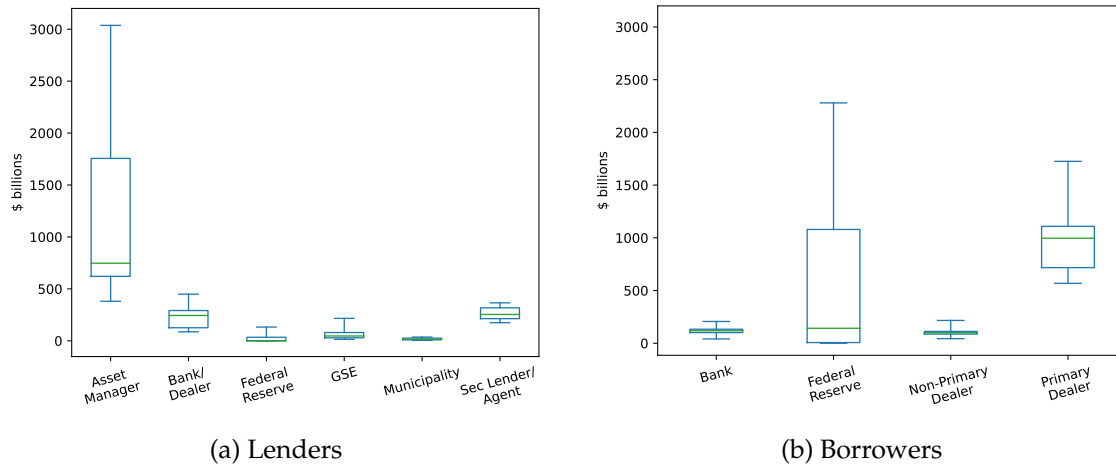 3000
2500
2000
1500
1000
500
0
$ billions
Asset
Manager
Bank/
Dealer
Federal
Reserve
GSE
Municipality
Sec Lender/
Agent
(a) Lenders
3000
2500
2000
1500
1000
500
0
$ billions
Bank
Federal
Reserve
Non-Primary
Dealer
Primary
Dealer
(b) Borrowers